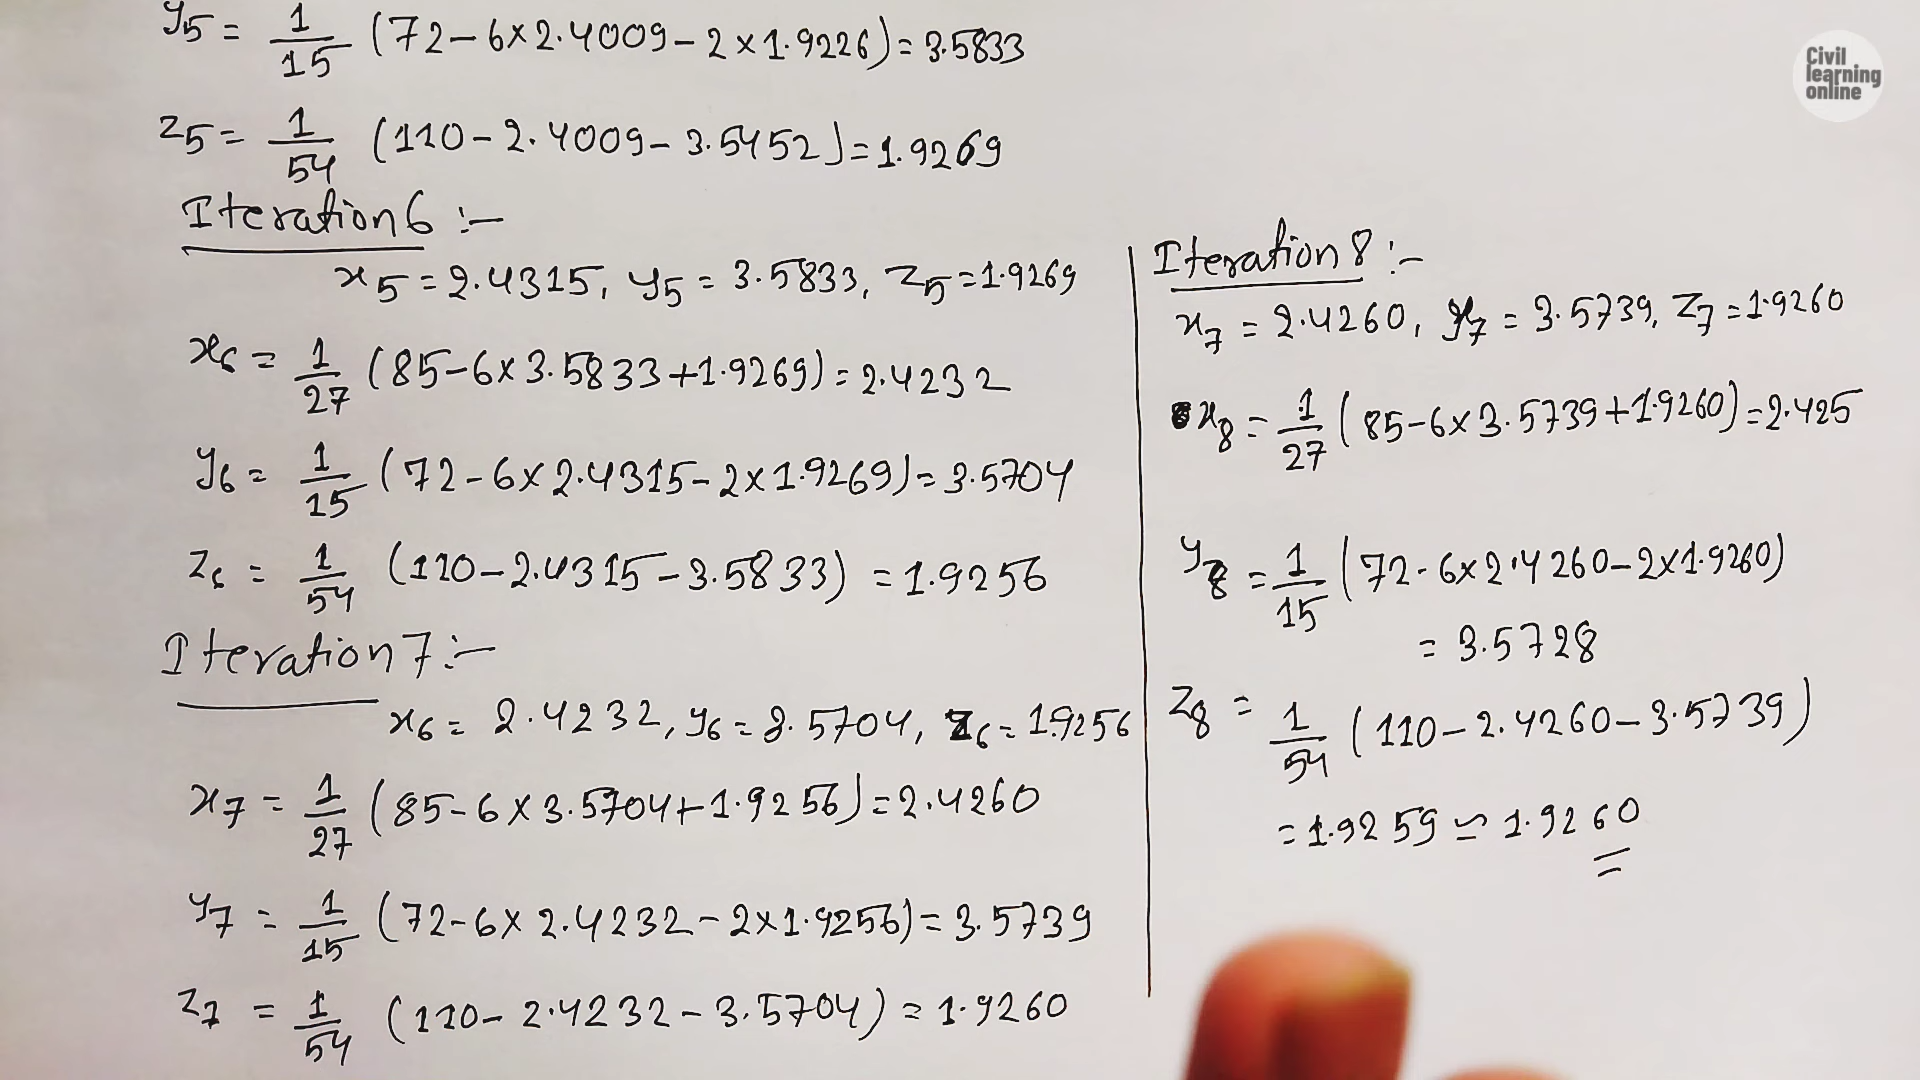 y5 = 1/15 (72-6×2.4009-2×1.9226)=3.5833
z5= 1/54 (110-2.4009-3.5452)=1.9269
Iteration 6 :-
x5=2.4315, y5=3.5833, z5=1.9269
x6= 1/27 (85-6×3.5833+1.9269)=2.4232
y6= 1/15 (72-6×2.4315-2×1.9269)=3.5704
z6 = 1/54 (110-2.4315-3.5833) =1.9256
Iteration 7:-
x6= 2.4232, y6=3.5704, z6=1.9256
x7= 1/27 (85-6×3.5704+1.9256)=2.4260
y7 = 1/15 (72-6×2.4232-2×1.9256)=3.5739
z7 = 1/54 (110-2.4232-3.5704)=1.9260
Iteration 8:-
x7=2.4260, y7=3.5739, z7=1.9260
x8= 1/27 (85-6×3.5739+1.9260)=2.425
y8= 1/15 (72-6×2.4260-2×1.9260)
= 3.5728
z8 = 1/54 (110-2.4260-3.5739)
=1.9259≃1.9260
Civil
learning
online